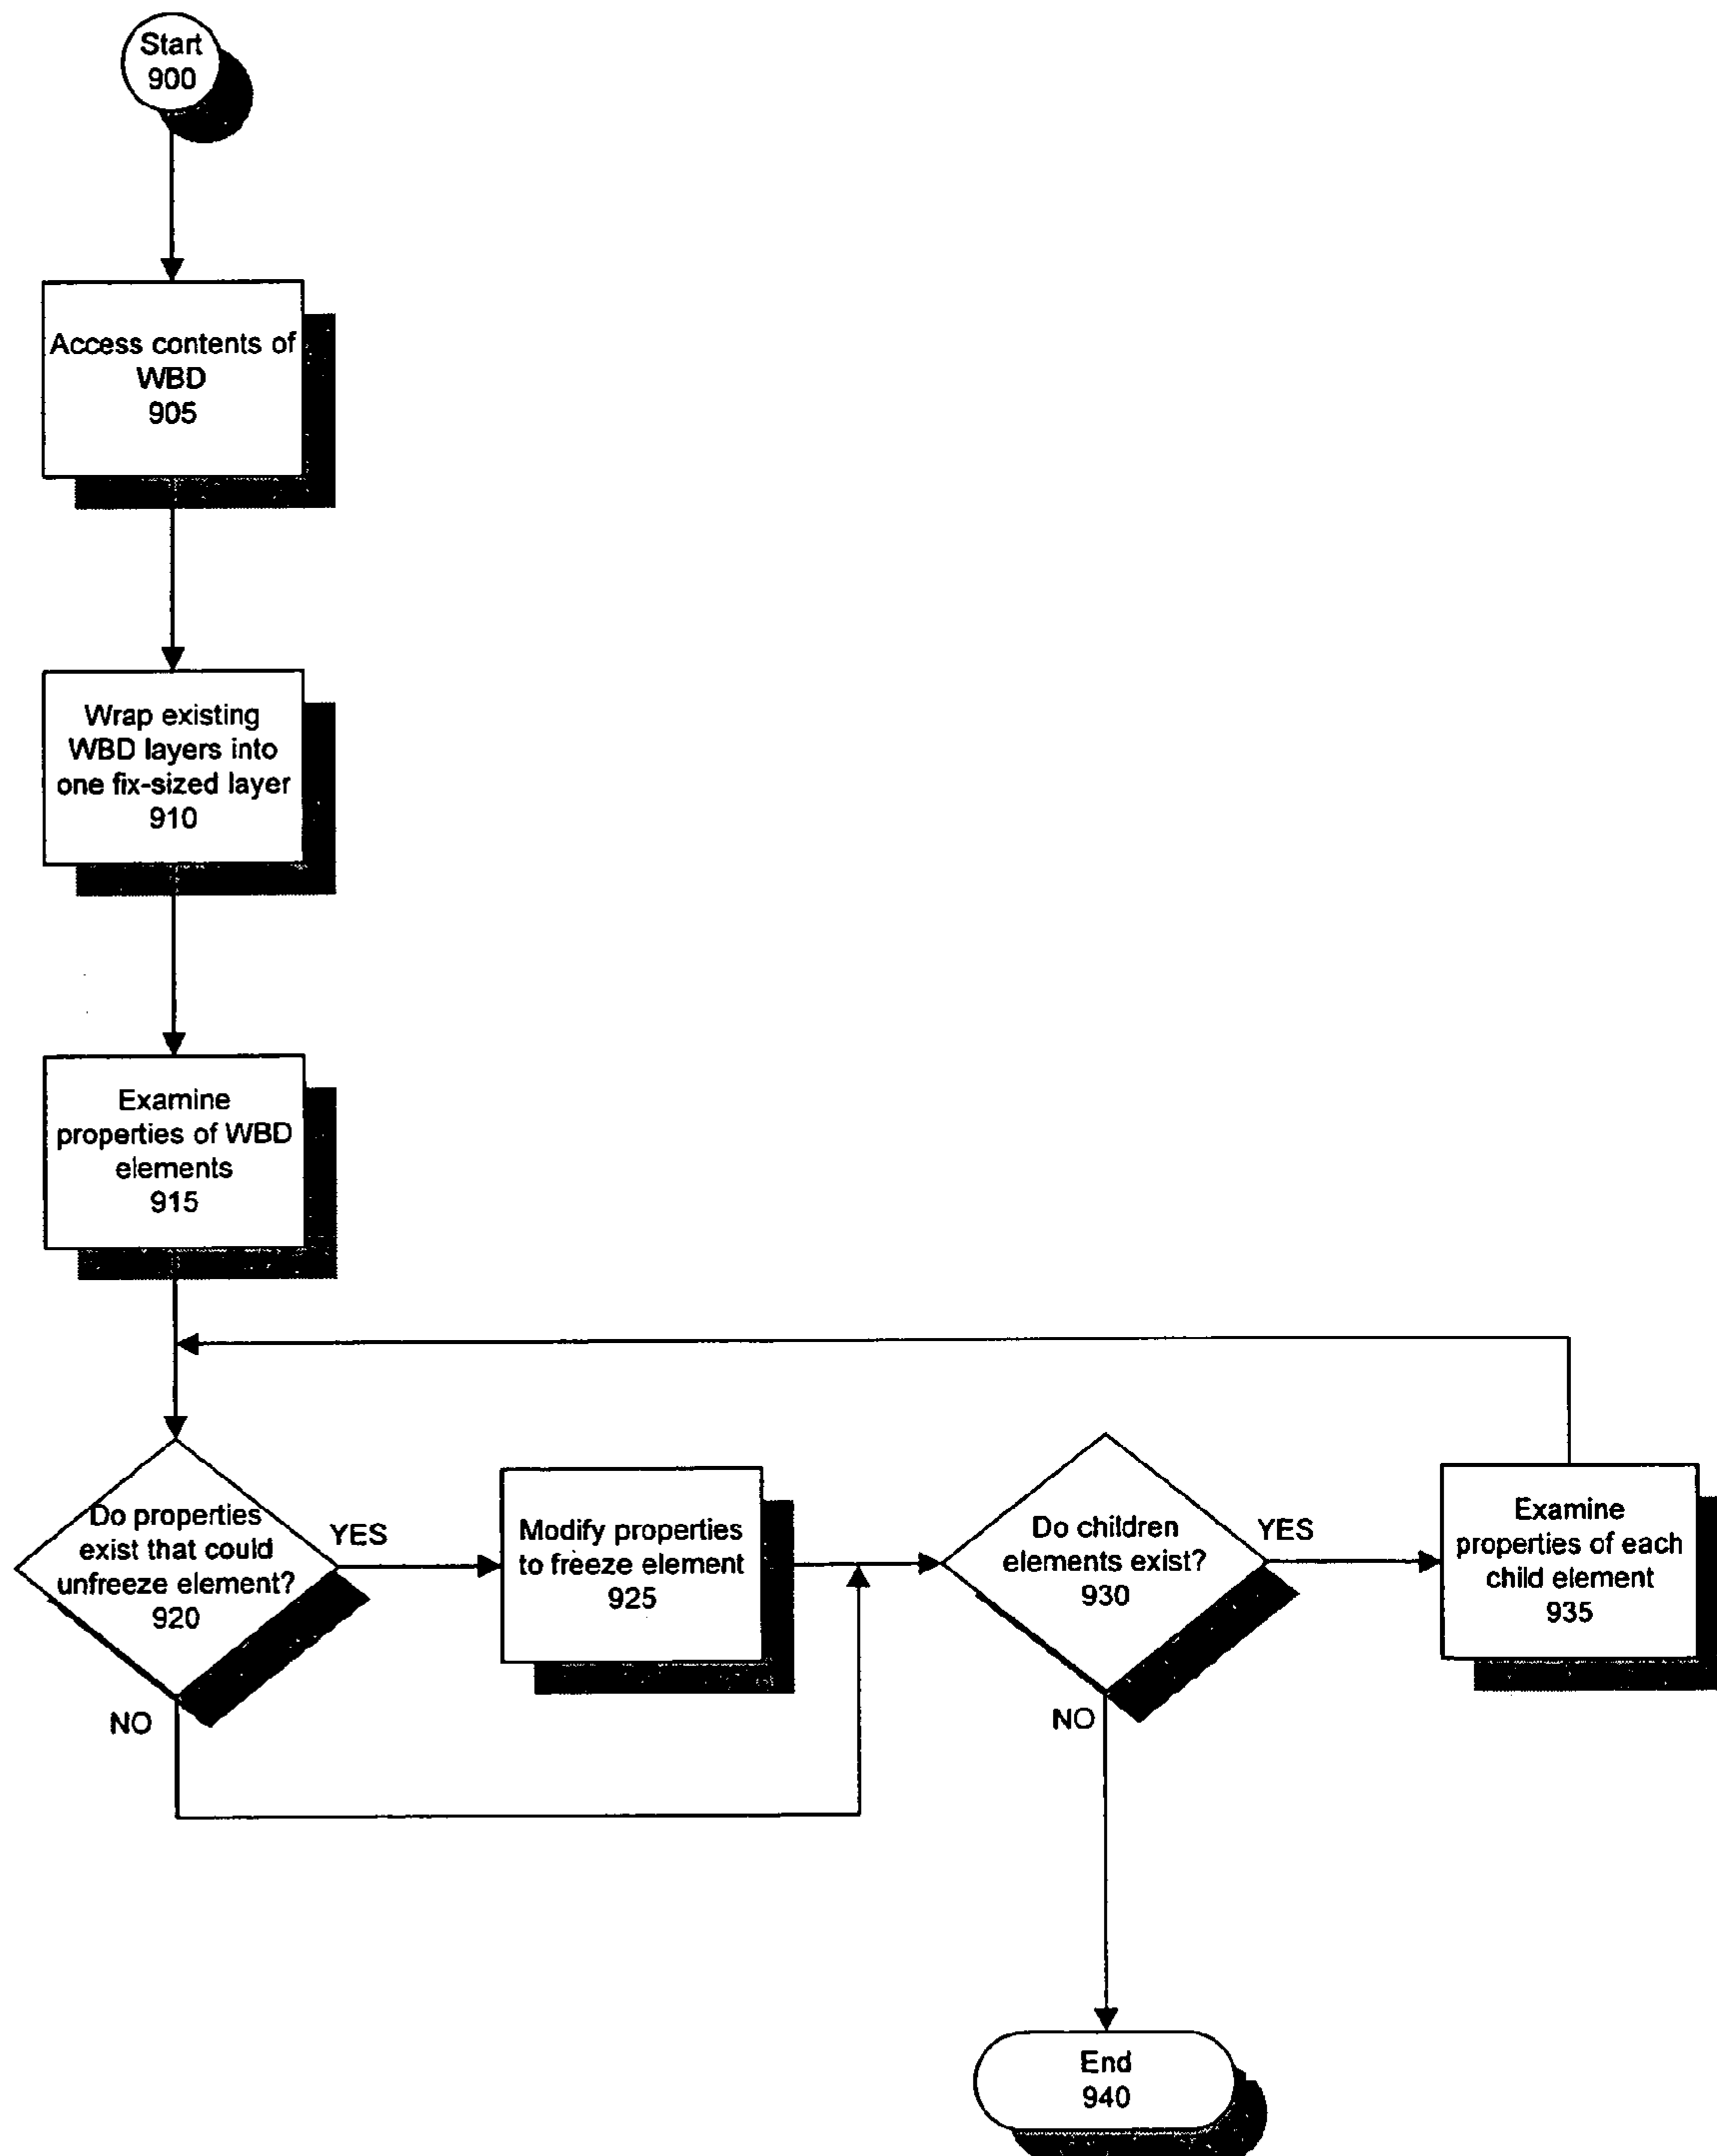 Start
900
Access contents of
WBD
905
Wrap existing
WBD layers into
one fix-sized layer
910
Examine
properties of WBD
elements
915
Do properties
exist that could
unfreeze element?
920
YES
NO
Modify properties
to freeze element
925
Do children
elements exist?
930
YES
NO
Examine
properties of each
child element
935
End
940